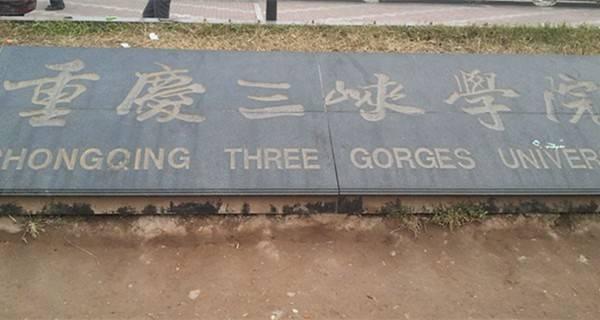 重慶三峽學院
HONGQING THREE GORGES UNIVER